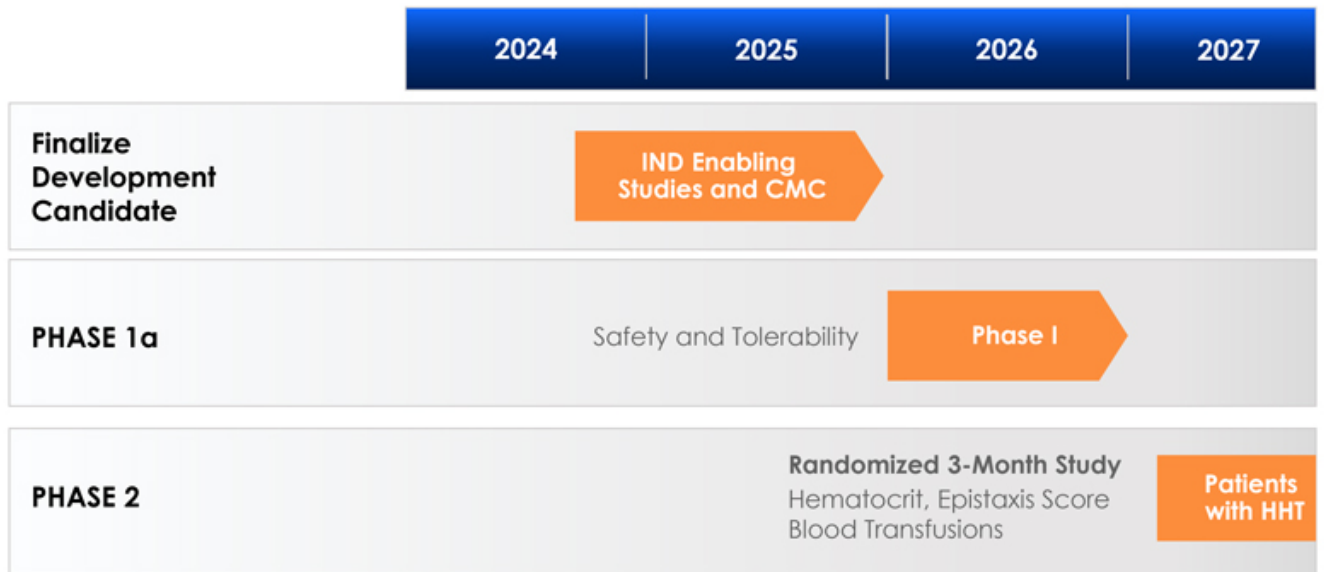 2024 2025 2026 2027
Finalize
Development
Candidate
IND Enabling
Studies and CMC
PHASE 1a
Safety and Tolerability
Phase I
PHASE 2
Randomized 3-Month Study
Hematocrit, Epistaxis Score
Blood Transfusions
Patients
with HHT